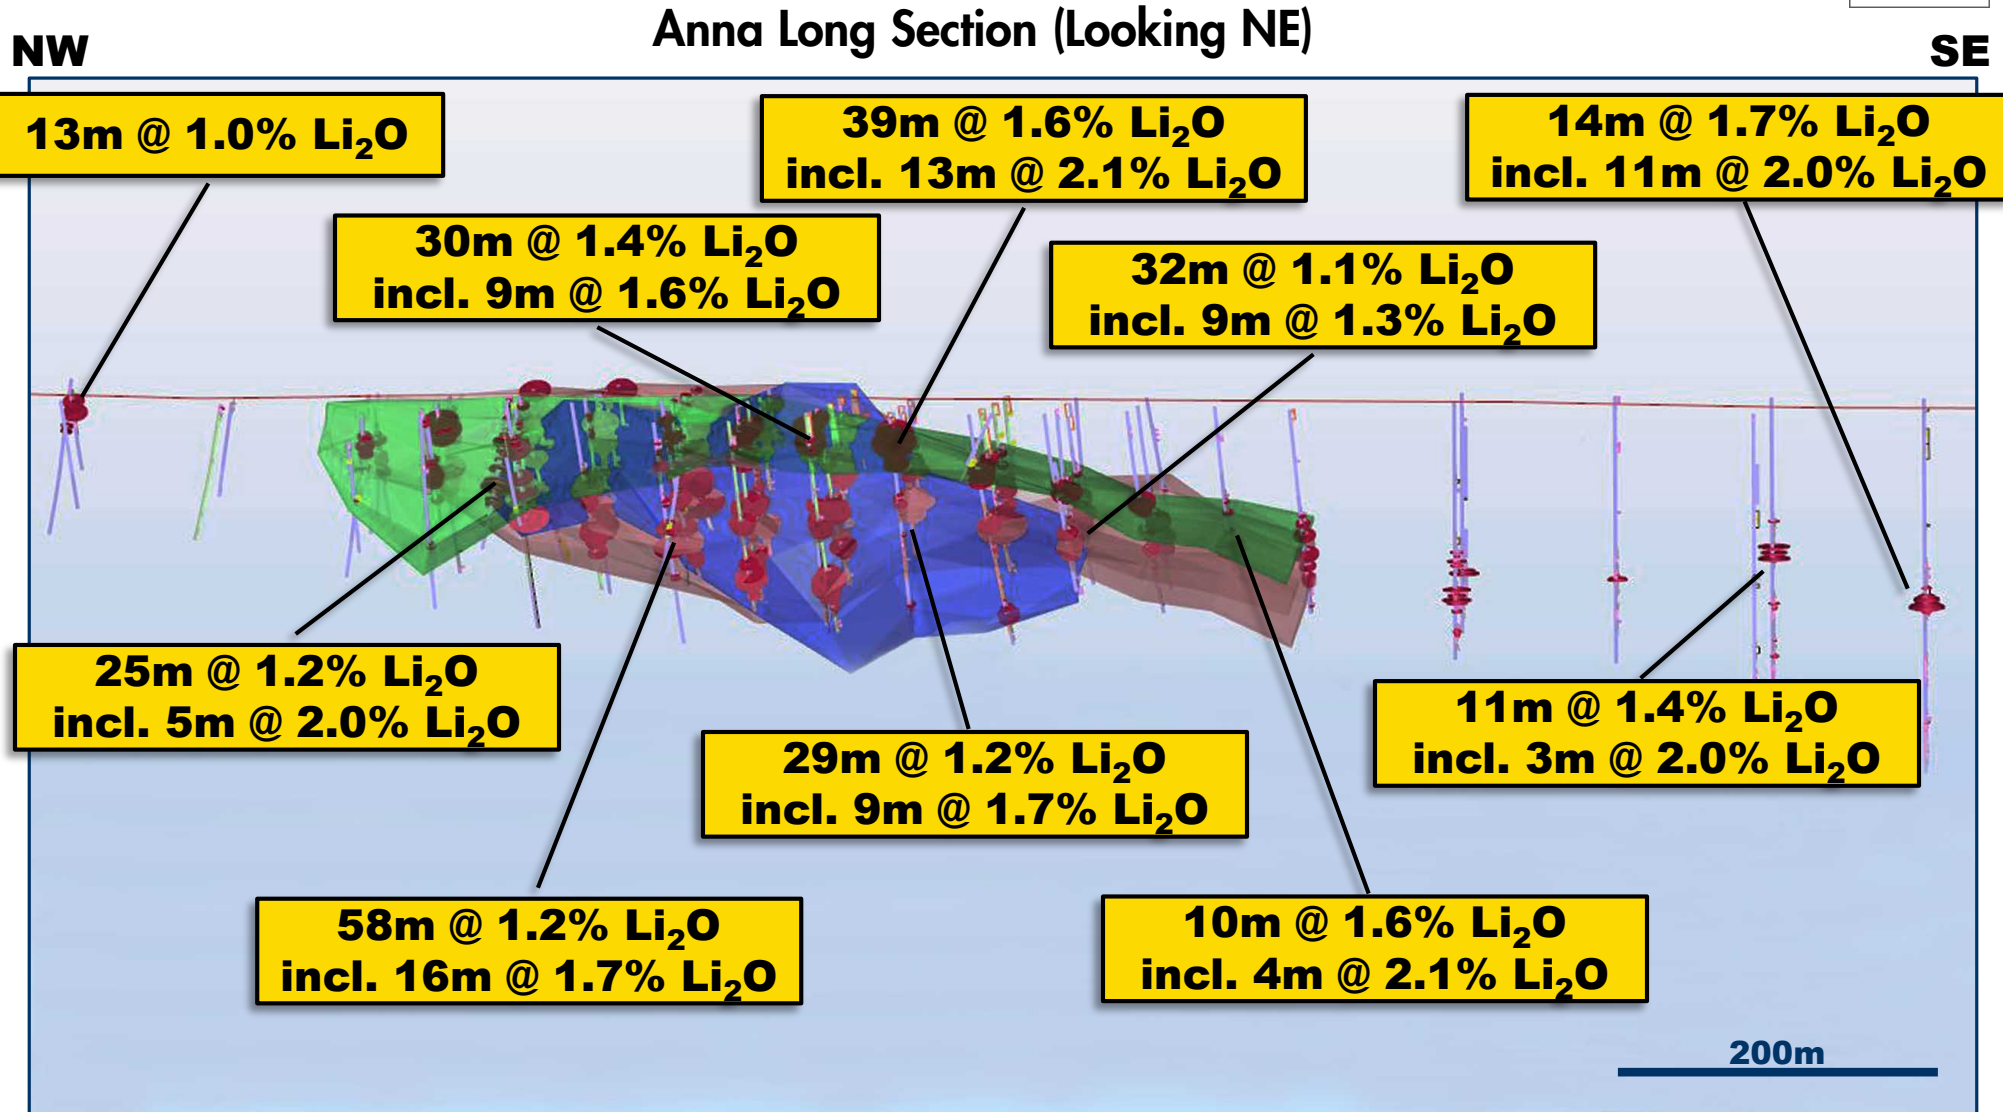 Anna Long Section (Looking NE)
NW
SE
13m @ 1.0% Li₂O
39m @ 1.6% Li₂O
incl. 13m @ 2.1% Li₂O
14m @ 1.7% Li₂O
incl. 11m @ 2.0% Li₂O
30m @ 1.4% Li₂O
incl. 9m @ 1.6% Li₂O
32m @ 1.1% Li₂O
incl. 9m @ 1.3% Li₂O
25m @ 1.2% Li₂O
incl. 5m @ 2.0% Li₂O
11m @ 1.4% Li₂O
incl. 3m @ 2.0% Li₂O
29m @ 1.2% Li₂O
incl. 9m @ 1.7% Li₂O
58m @ 1.2% Li₂O
incl. 16m @ 1.7% Li₂O
10m @ 1.6% Li₂O
incl. 4m @ 2.1% Li₂O
200m